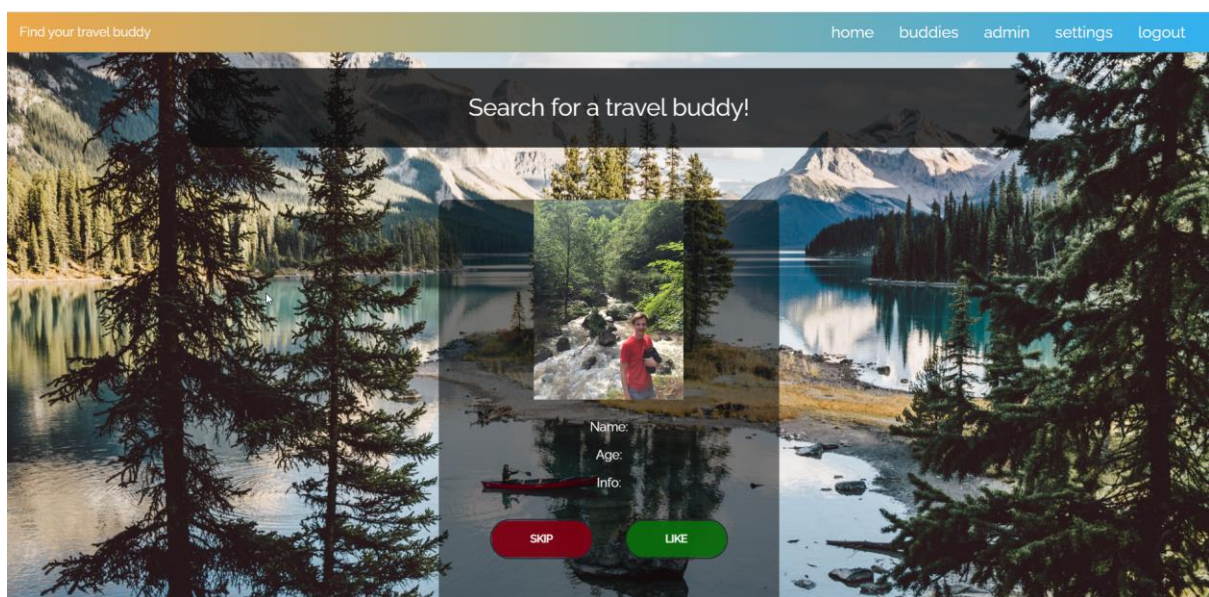 Find your travel buddy
home buddies admin settings logout
Search for a travel buddy!
Name:
Age:
Info:
SKIP LIKE